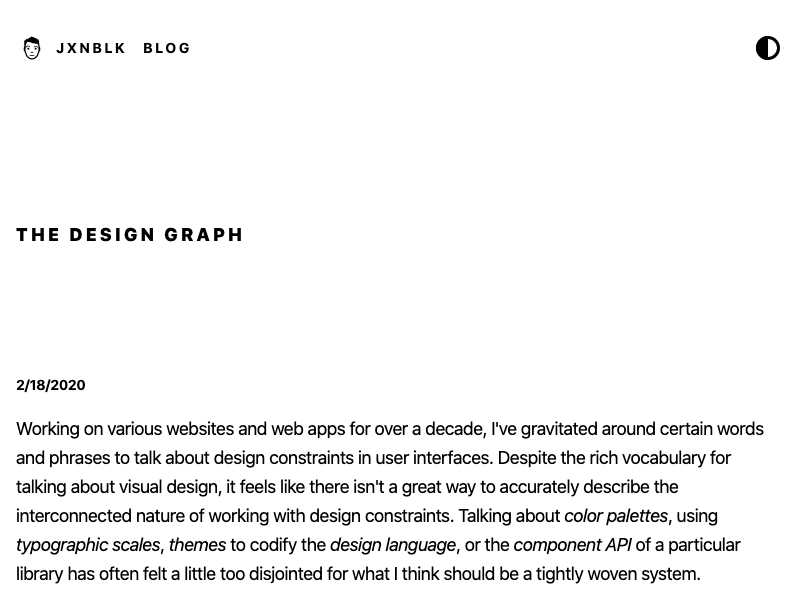 JXNBLK BLOG
THE DESIGN GRAPH
2/18/2020
Working on various websites and web apps for over a decade, I've gravitated around certain words
and phrases to talk about design constraints in user interfaces. Despite the rich vocabulary for
talking about visual design, it feels like there isn't a great way to accurately describe the
interconnected nature of working with design constraints. Talking about color palettes, using
typographic scales, themes to codify the design language, or the component API of a particular
library has often felt a little too disjointed for what I think should be a tightly woven system.